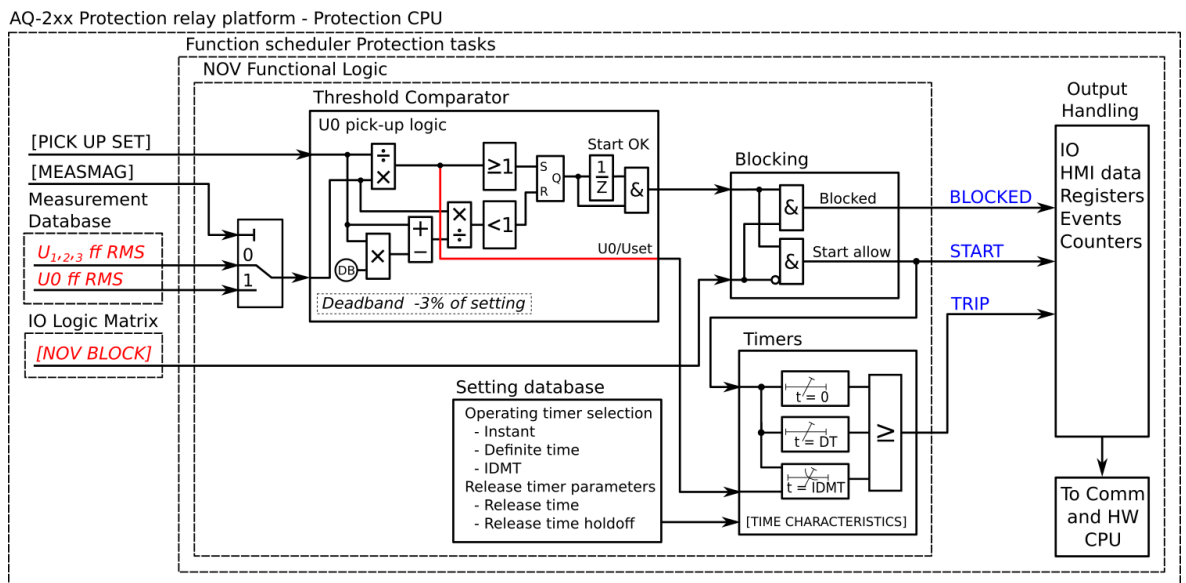 AQ-2xx Protection relay platform - Protection CPU
Function scheduler Protection tasks
NOV Functional Logic
Threshold Comparator
U0 pick-up logic
[PICK UP SET]
[MEASMAG]
Measurement
Database
U1,2,3 ff RMS
U0 ff RMS
0
1
IO Logic Matrix
[NOV BLOCK]
÷
×
≥1
S
R
Q
Start OK
1
Z
&
×
÷
<1
+
−
×
DB
U0/Uset
Deadband -3% of setting
Blocking
&
Blocked
&
Start allow
BLOCKED
START
TRIP
Output
Handling
IO
HMI data
Registers
Events
Counters
To Comm
and HW
CPU
Timers
t = 0
t = DT
t = IDMT
≥
[TIME CHARACTERISTICS]
Setting database
Operating timer selection
- Instant
- Definite time
- IDMT
Release timer parameters
- Release time
- Release time holdoff